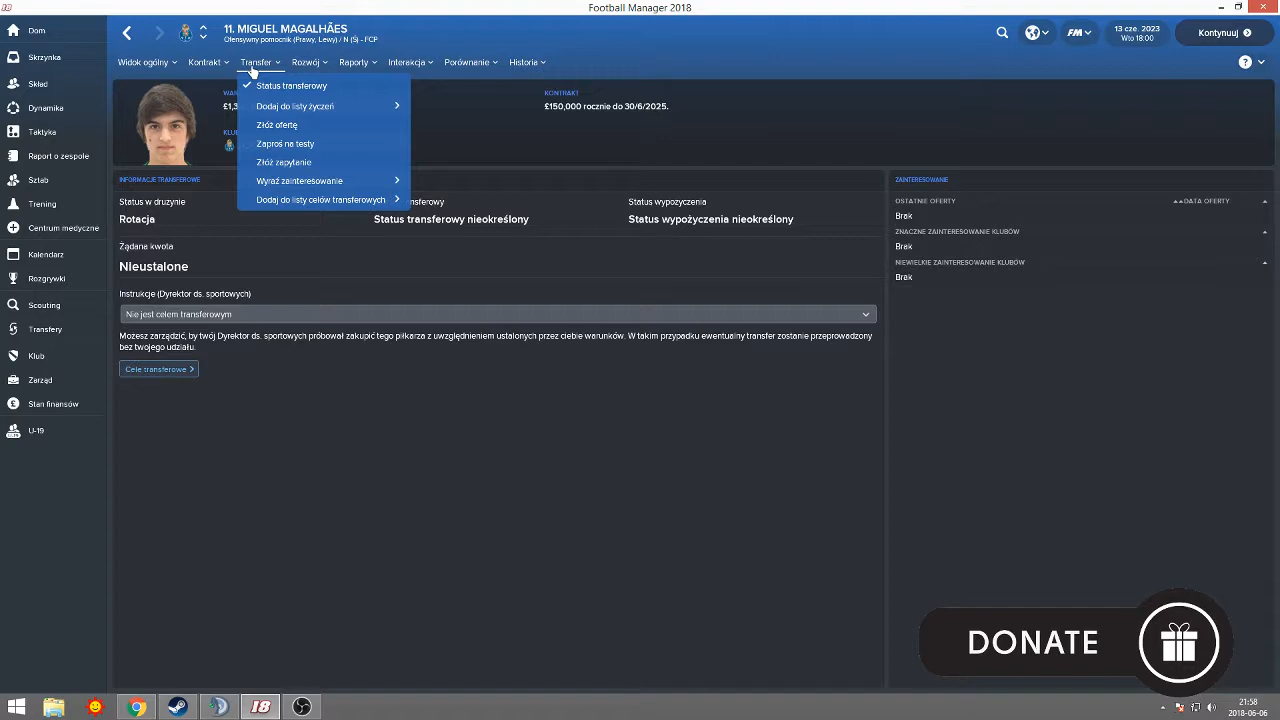 18
Football Manager 2018
Dom
Skrzynka
Skład
Dynamika
Taktyka
Raport o zespole
Sztab
Trening
Centrum medyczne
Kalendarz
Rozgrywki
Scouting
Transfery
Klub
Zarząd
Stan finansów
U-19
11. MIGUEL MAGALHÃES
Ofensywny pomocnik (Prawy, Lewy) / N (Ś) - FCP
FM
13 cze. 2023
Wto 18:00
Kontynuuj
Widok ogólny
Kontrakt
Transfer
Rozwój
Raporty
Interakcja
Porównanie
Historia
?
Status transferowy
Dodaj do listy życzeń
Złóż ofertę
Zaproś na testy
Złóż zapytanie
Wyraź zainteresowanie
Dodaj do listy celów transferowych
KONTRAKT
£150,000 rocznie do 30/6/2025.
INFORMACJE TRANSFEROWE
Status w drużynie
Rotacja
Status transferowy nieokreślony
Status wypożyczenia
Status wypożyczenia nieokreślony
Żądana kwota
Nieustalone
Instrukcje (Dyrektor ds. sportowych)
Nie jest celem transferowym
Możesz zarządzić, by twój Dyrektor ds. sportowych próbował zakupić tego piłkarza z uwzględnieniem ustalonych przez ciebie warunków. W takim przypadku ewentualny transfer zostanie przeprowadzony
bez twojego udziału.
Cele transferowe
ZAINTERESOWANIE
OSTATNIE OFERTY
DATA OFERTY
Brak
ZNACZNE ZAINTERESOWANIE KLUBÓW
Brak
NIEWIELKIE ZAINTERESOWANIE KLUBÓW
Brak
DONATE
18
21:58
2018-06-06